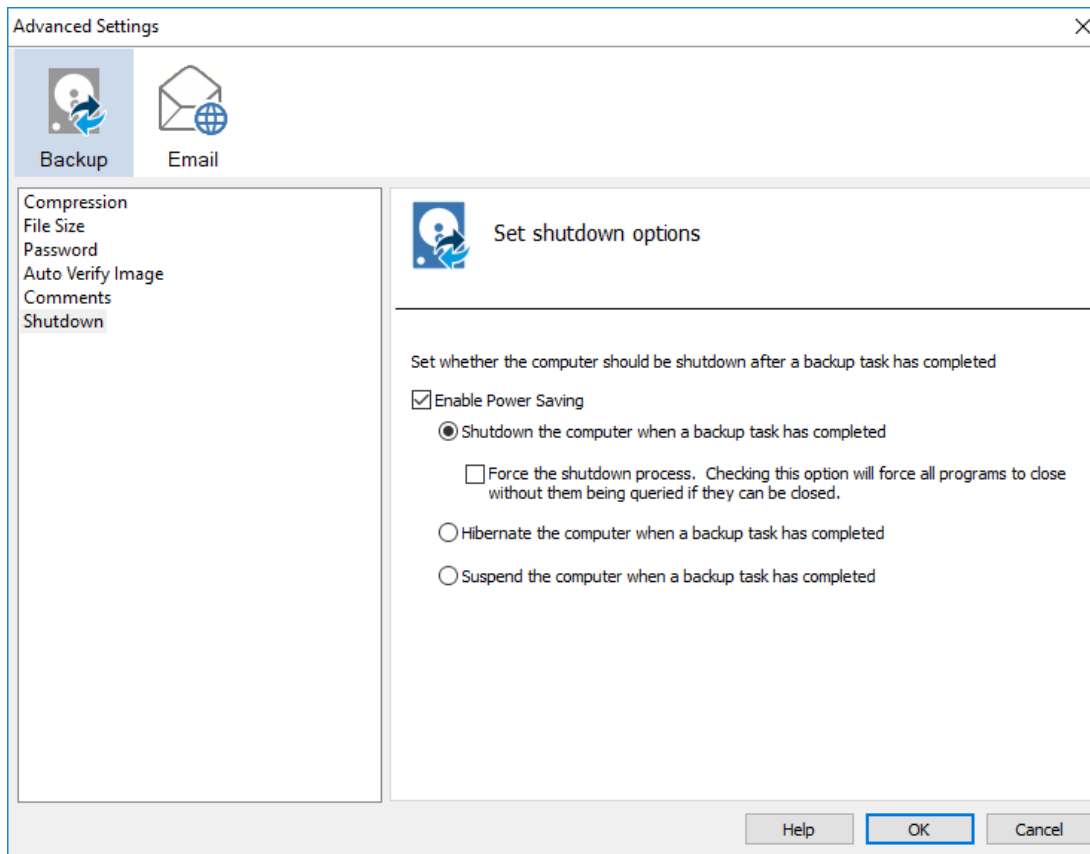 Advanced Settings
Backup
Email
Compression
File Size
Password
Auto Verify Image
Comments
Shutdown
Set shutdown options
Set whether the computer should be shutdown after a backup task has completed
Enable Power Saving
Shutdown the computer when a backup task has completed
Force the shutdown process.  Checking this option will force all programs to close
without them being queried if they can be closed.
Hibernate the computer when a backup task has completed
Suspend the computer when a backup task has completed
Help
OK
Cancel